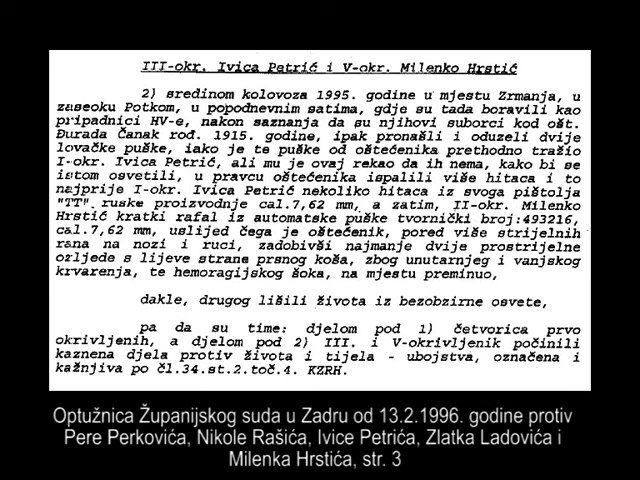 III-okr. Ivica Petrić i V-okr. Milenko Hrstić
2) sredinom kolovoza 1995. godine u mjestu Zrmanja, u
zaseoku Potkom, u popodnevnim satima, gdje su tada boravili kao
pripadnici HV-e, nakon saznanja da su njihovi suborci kod ošt.
Đurađa Čanak rođ. 1915. godine, ipak pronašli i oduzeli dvije
lovačke puške, iako je te puške od oštećenika prethodno tražio
I-okr. Ivica Petrić, ali mu je ovaj rekao da ih nema, kako bi se
istom osvetili, u pravcu oštećenika ispalili više hitaca i to
najprije I-okr. Ivica Petrić nekoliko hitaca iz svoga pištolja
"TT" ruske proizvodnje cal.7,62 mm, a zatim, II-okr. Milenko
Hrstić kratki rafal iz automatske puške tvornički broj:493216,
cal.7,62 mm, uslijed čega je oštećenik, pored više strijelnih
rana na nozi i ruci, zadobivši najmanje dvije prostrijelne
ozljede s lijeve strane prsnog koša, zbog unutarnjeg i vanjskog
krvarenja, te hemoragijskog šoka, na mjestu preminuo,
dakle, drugog lišili života iz bezobzirne osvete,
pa da su time: djelom pod 1) četvorica prvo
okrivljenih, a djelom pod 2) III. i V-okrivljenik počinili
kaznena djela protiv života i tijela - ubojstva, označena i
kažnjiva po čl.34.st.2.toč.4. KZRH.
Optužnica Županijskog suda u Zadru od 13.2.1996. godine protiv
Pere Perkovića, Nikole Rašića, Ivice Petrića, Zlatka Ladovića i
Milenka Hrstića, str. 3